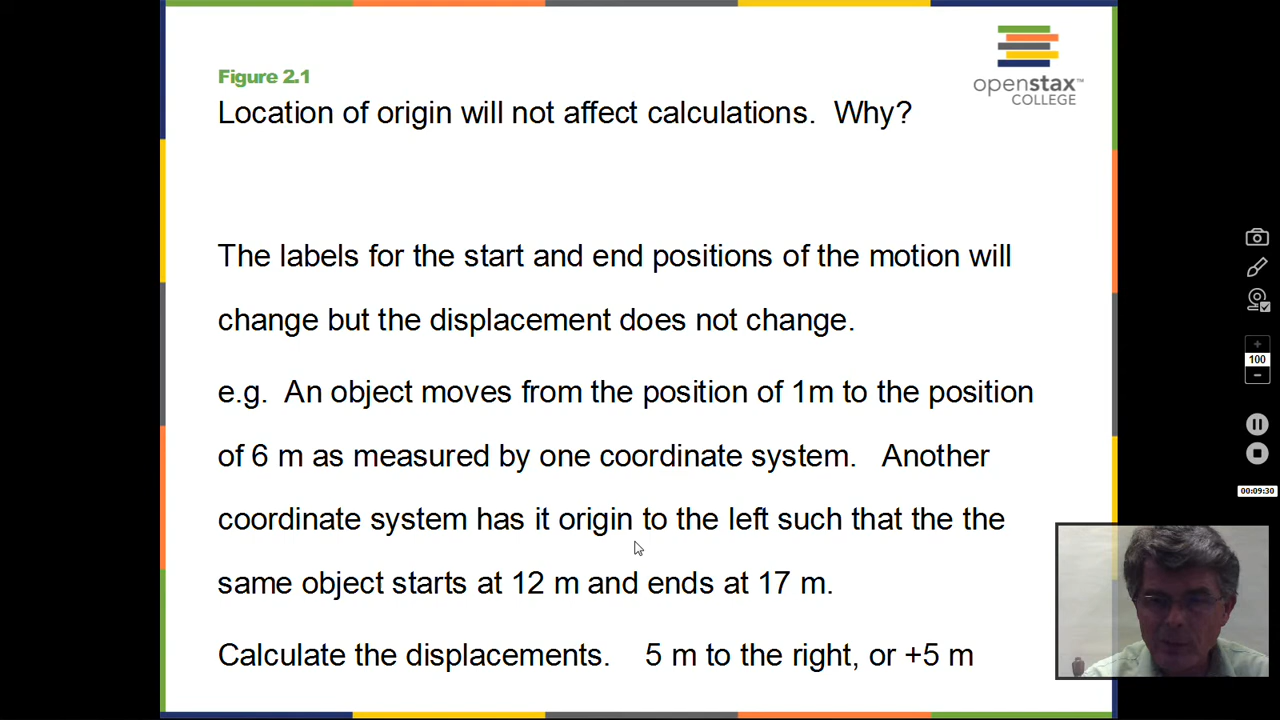 Figure 2.1
Location of origin will not affect calculations. Why?
openstax™
COLLEGE
The labels for the start and end positions of the motion will
change but the displacement does not change.
e.g. An object moves from the position of 1m to the position
of 6 m as measured by one coordinate system. Another
coordinate system has it origin to the left such that the the
same object starts at 12 m and ends at 17 m.
Calculate the displacements. 5 m to the right, or +5 m
+
100
-
00:09:30